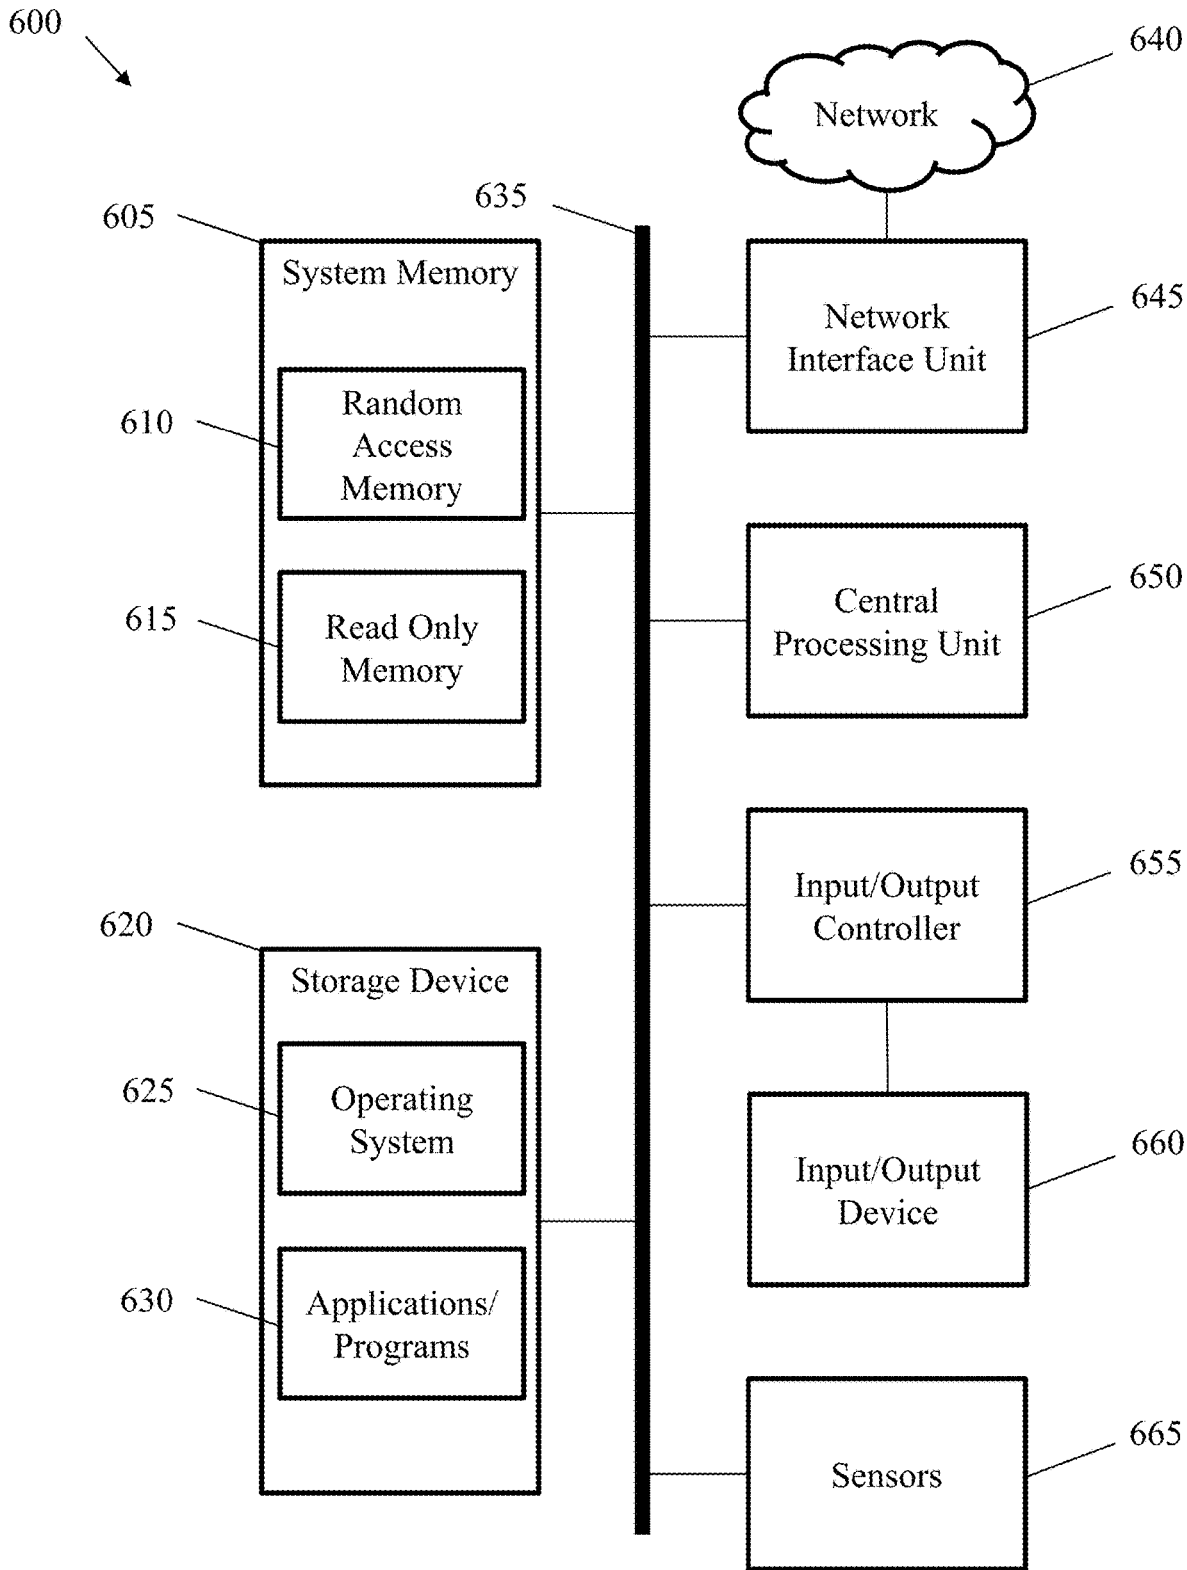 600
640
Network
605
635
System Memory
645
Network
Interface Unit
610
Random
Access
Memory
650
Central
Processing Unit
615
Read Only
Memory
655
Input/Output
Controller
620
Storage Device
625
Operating
System
660
Input/Output
Device
630
Applications/
Programs
665
Sensors